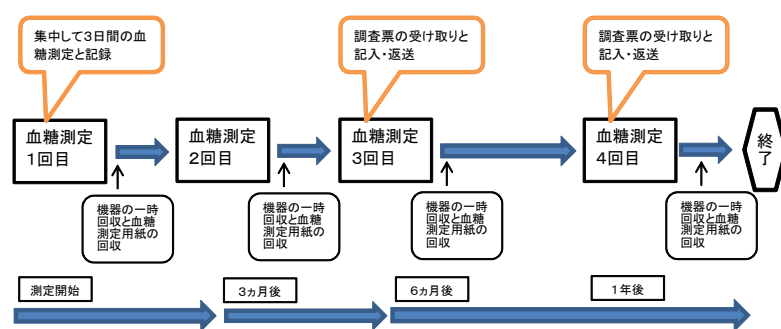 集中して3日間の血
糖測定と記録
調査票の受け取りと
記入・返送
調査票の受け取りと
記入・返送
血糖測定
1回目
血糖測定
2回目
血糖測定
3回目
血糖測定
4回目
終了
機器の一時
回収と血糖
測定用紙の
回収
機器の一時
回収と血糖
測定用紙の
回収
機器の一時
回収と血糖
測定用紙の
回収
機器の一時
回収と血糖
測定用紙の
回収
測定開始
3ヵ月後
6ヵ月後
1年後